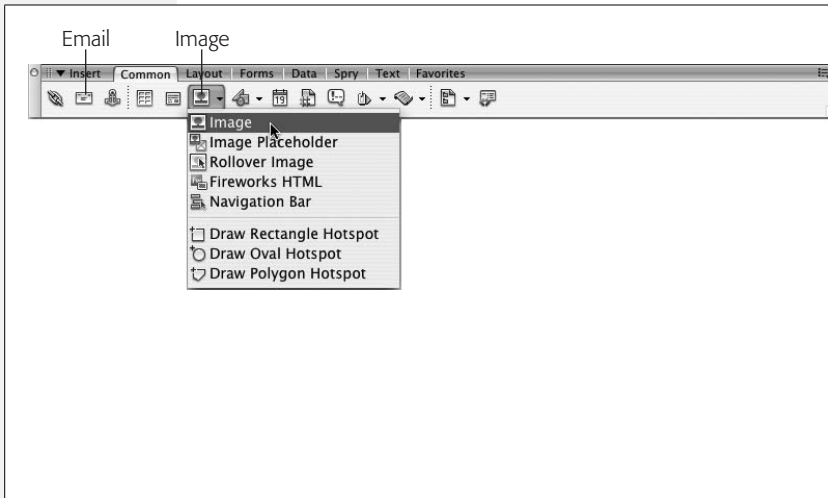 Email Image
Insert Common Layout Forms Data Spry Text Favorites
19
Image
Image Placeholder
Rollover Image
Fireworks HTML
Navigation Bar
Draw Rectangle Hotspot
Draw Oval Hotspot
Draw Polygon Hotspot